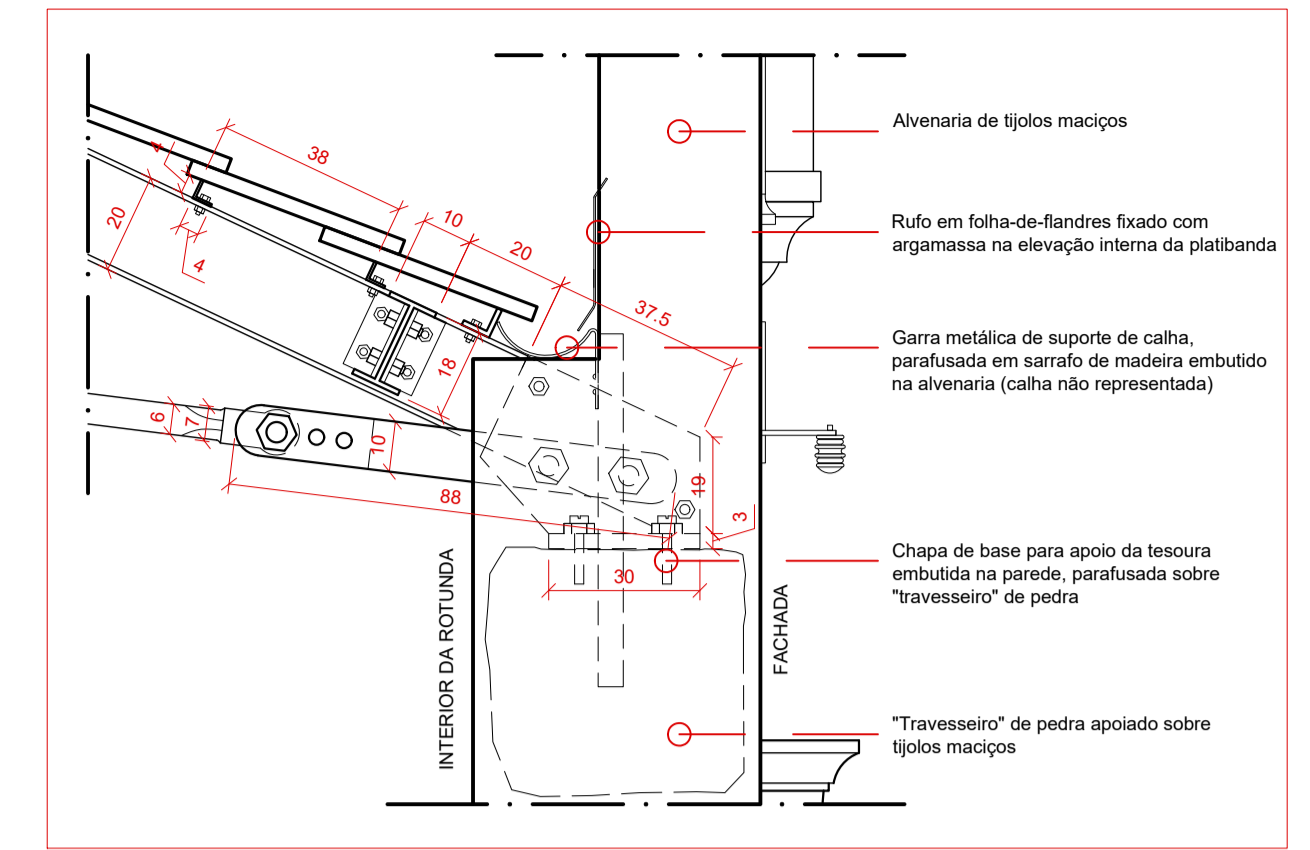 Alvenaria de tijolos maciços
Rufo em folha-de-flandres fixado com
argamassa na elevação interna da platibanda
Garra metálica de suporte de calha,
parafusada em sarrafo de madeira embutido
na alvenaria (calha não representada)
Chapa de base para apoio da tesoura
embutida na parede, parafusada sobre
"travesseiro" de pedra
"Travesseiro" de pedra apoiado sobre
tijolos maciços
INTERIOR DA ROTUNDA
FACHADA
4
38
20
4
10
20
37.5
18
6
7
10
88
19
3
30